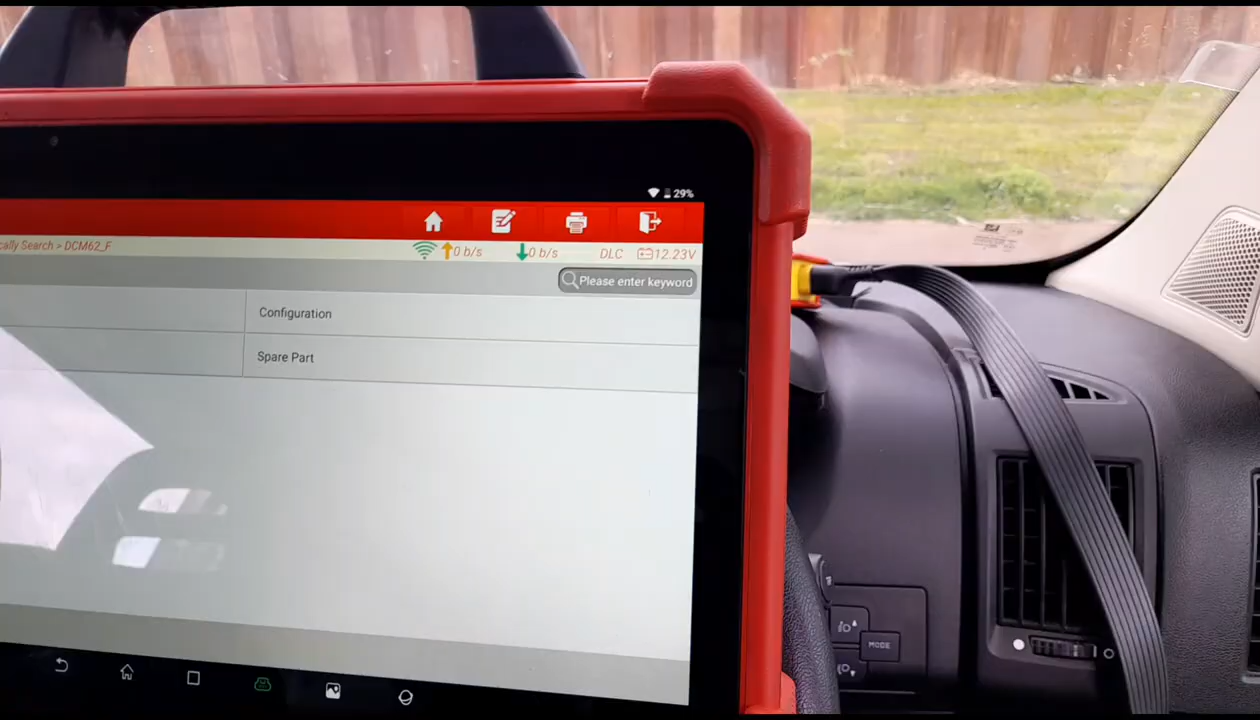 29%
cally Search > DCM62_F
0 b/s
0 b/s
DLC
12.23V
Please enter keyword
Configuration
Spare Part
MODE